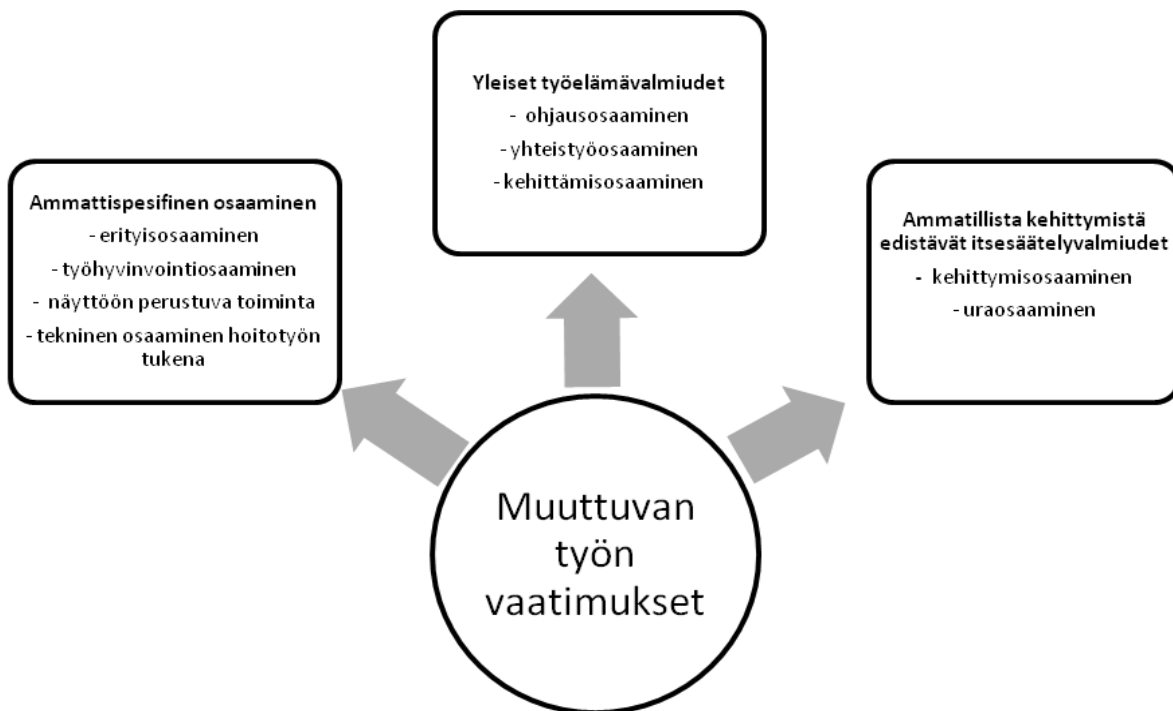 Yleiset työelämävalmiudet
- ohjausosaaminen
- yhteistyöosaaminen
- kehittämisosaaminen
Ammattispesifinen osaaminen
- erityisosaaminen
- työhyvinvointiosaaminen
- näyttöön perustuva toiminta
- tekninen osaaminen hoitotyön
tukena
Ammatillista kehittymistä
edistävät itsesäätelyvalmiudet
- kehittymisosaaminen
- uraosaaminen
Muuttuvan
työn
vaatimukset